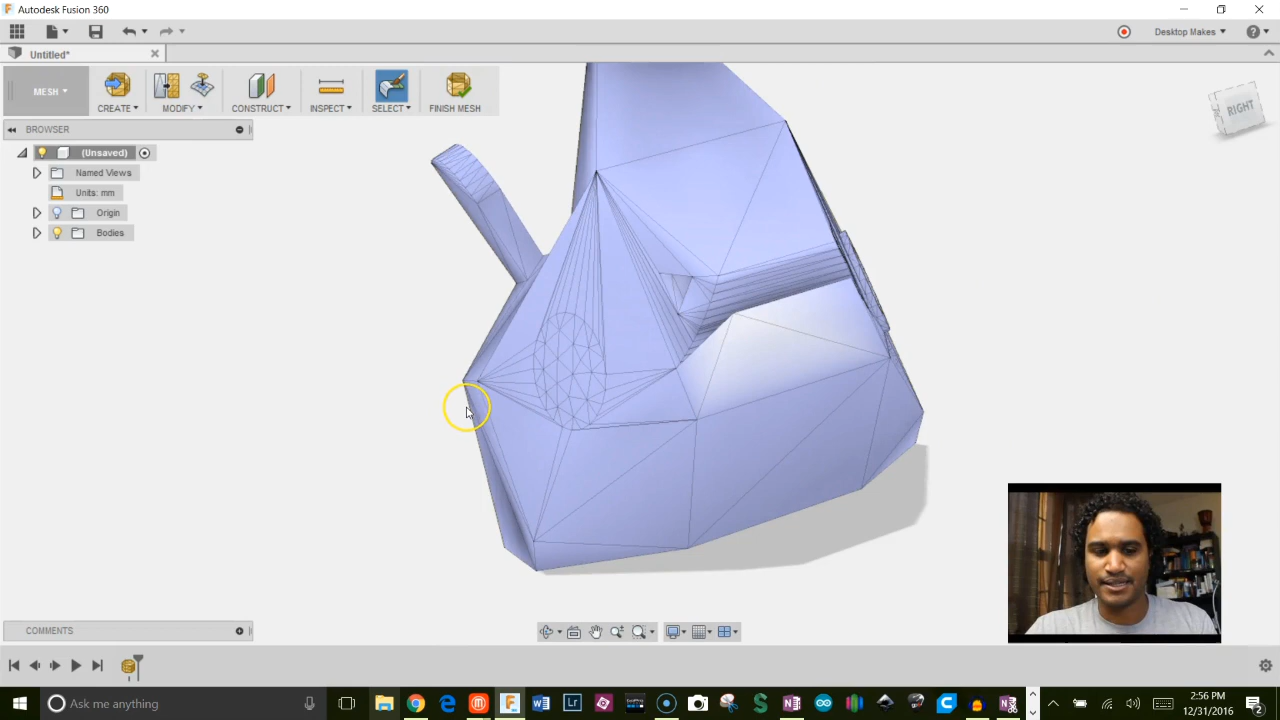 Autodesk Fusion 360
Desktop Makes
Untitled*
MESH
CREATE
MODIFY
CONSTRUCT
INSPECT
SELECT
FINISH MESH
RIGHT
BROWSER
(Unsaved)
Named Views
Units: mm
Origin
Bodies
COMMENTS
Ask me anything
2:56 PM
12/31/2016